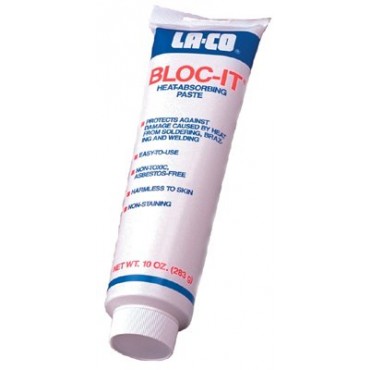 LA-CO
BLOC-IT
HEAT-ABSORBING
PASTE
PROTECTS AGAINST
DAMAGE CAUSED BY HEAT
FROM SOLDERING, BRAZ-
ING AND WELDING
EASY-TO-USE
NON-TOXIC,
ASBESTOS-FREE
HARMLESS TO SKIN
NON-STAINING
NET WT. 10 OZ. (283 g)